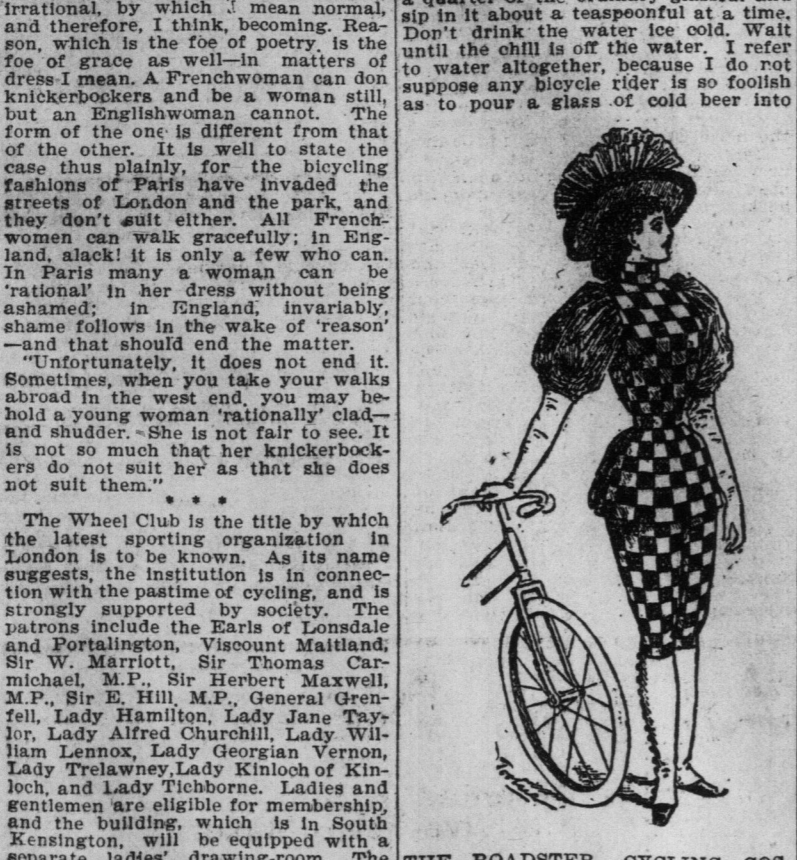 irrational, by which I mean normal,
and therefore, I think, becoming. Rea-
son, which is the foe of poetry, is the
foe of grace as well—in matters of
dress I mean. A Frenchwoman can don
knickerbockers and be a woman still,
but an Englishwoman cannot. The
form of the one is different from that
of the other. It is well to state the
case thus plainly, for the bicycling
fashions of Paris have invaded the
streets of London and the park, and
they don't suit either. All French-
women can walk gracefully; in Eng-
land, alack! it is only a few who can.
In Paris many a woman can be
'rational' in her dress without being
ashamed; in England, invariably,
shame follows in the wake of 'reason'
—and that should end the matter.
"Unfortunately, it does not end it.
Sometimes, when you take your walks
abroad in the west end, you may be-
hold a young woman 'rationally' clad—
and shudder. She is not fair to see. It
is not so much that her knickerbock-
ers do not suit her as that she does
not suit them."
* * *
The Wheel Club is the title by which
the latest sporting organization in
London is to be known. As its name
suggests, the institution is in connec-
tion with the pastime of cycling, and is
strongly supported by society. The
patrons include the Earls of Lonsdale
and Portalington, Viscount Maitland,
Sir W. Marriott, Sir Thomas Car-
michael, M.P., Sir Herbert Maxwell,
M.P., Sir E. Hill, M.P., General Gren-
fell, Lady Hamilton, Lady Jane Tay-
lor, Lady Alfred Churchill, Lady Wil-
liam Lennox, Lady Georgian Vernon,
Lady Trelawney, Lady Kinloch of Kin-
loch, and Lady Tichborne. Ladies and
gentlemen are eligible for membership,
and the building, which is in South
Kensington, will be equipped with a
separate ladies' drawing-room. The
a quarter of the ordinary
sip in it about a teaspoonful at a time.
Don't drink the water ice cold. Wait
until the chill is off the water. I refer
to water altogether, because I do not
suppose any bicycle rider is so foolish
as to pour a glass of cold beer into
THE ROADSTER CYCLING COS-